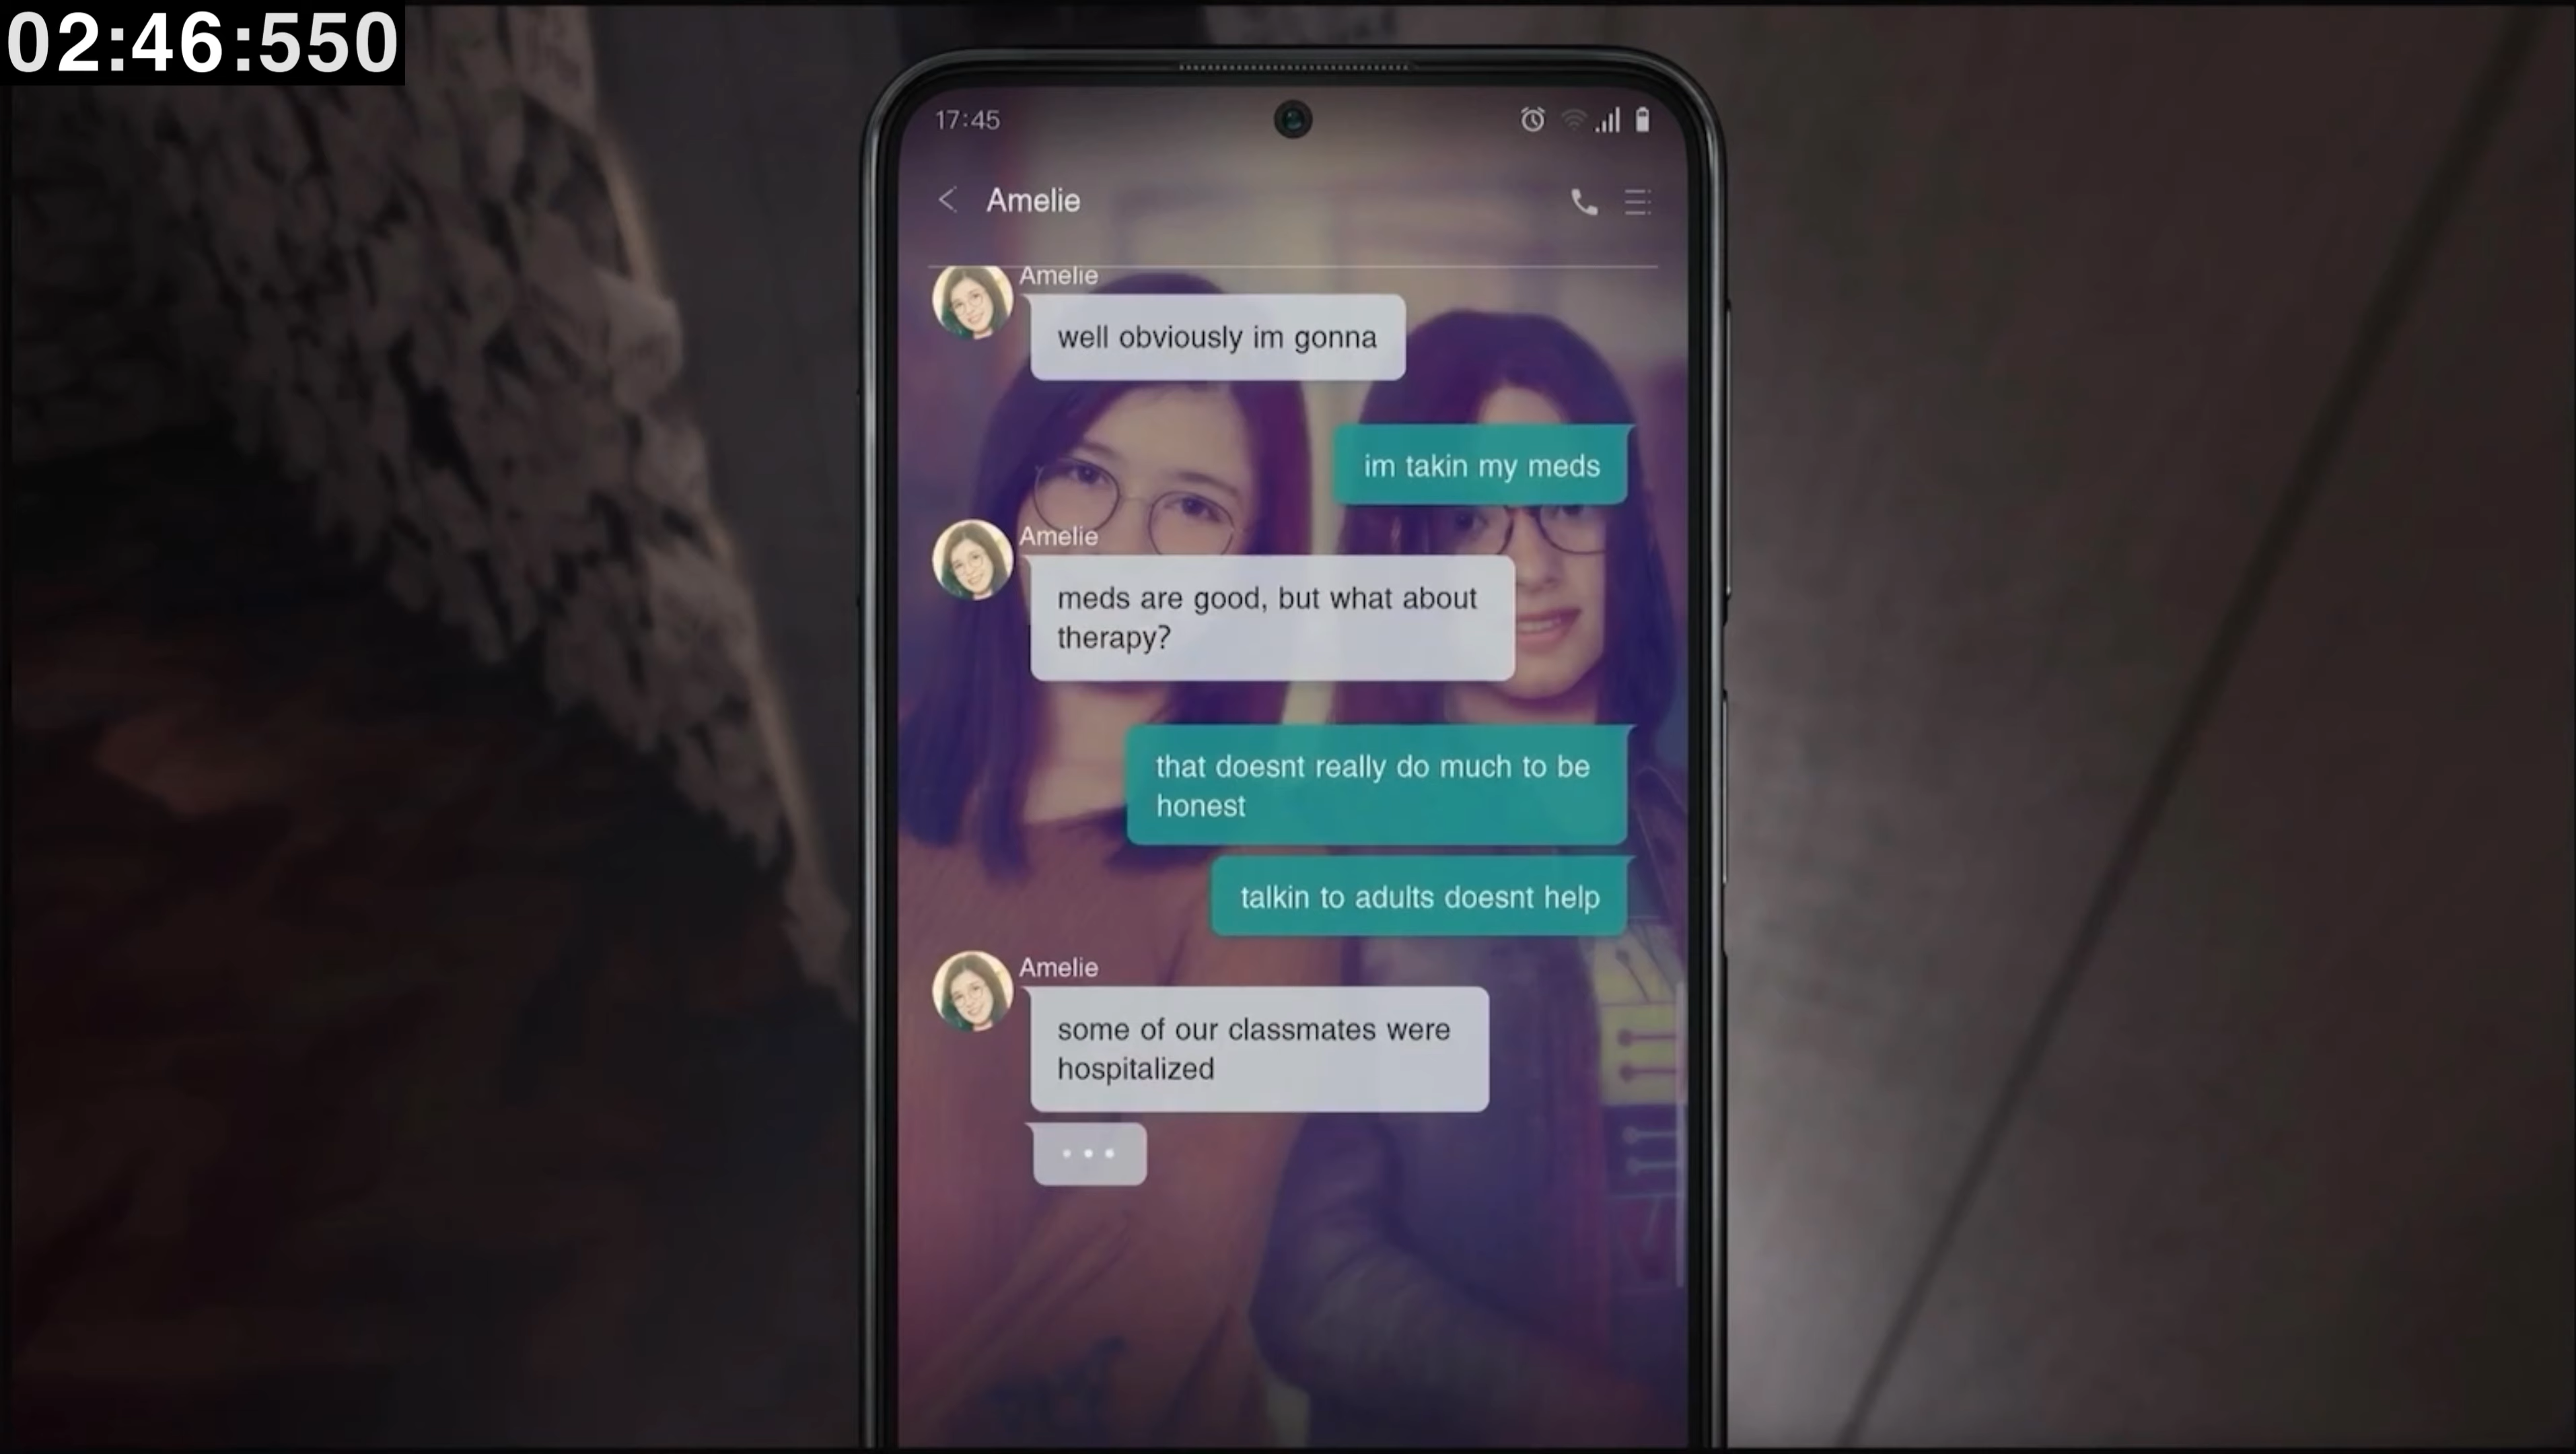 02:46:550
17:45
Amelie
Amelie
well obviously im gonna
im takin my meds
Amelie
meds are good, but what about
therapy?
that doesnt really do much to be
honest
talkin to adults doesnt help
Amelie
some of our classmates were
hospitalized